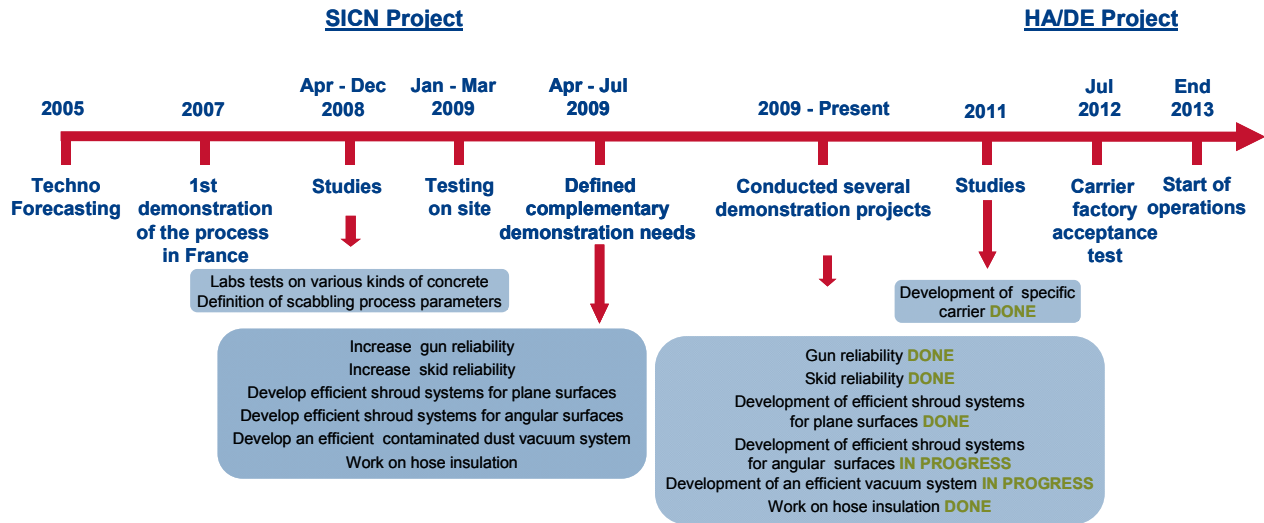 SICN Project
HA/DE Project
2005
2007
Apr - Dec
2008
Jan - Mar
2009
Apr - Jul
2009
2009 - Present
2011
Jul
2012
End
2013
Techno
Forecasting
1st
demonstration
of the process
in France
Studies
Testing
on site
Defined
complementary
demonstration needs
Conducted several
demonstration projects
Studies
Carrier
factory
acceptance
test
Start of
operations
Labs tests on various kinds of concrete
Definition of scabbling process parameters
Development of specific
carrier DONE
Increase gun reliability
Increase skid reliability
Develop efficient shroud systems for plane surfaces
Develop efficient shroud systems for angular surfaces
Develop an efficient contaminated dust vacuum system
Work on hose insulation
Gun reliability DONE
Skid reliability DONE
Development of efficient shroud systems
for plane surfaces DONE
Development of efficient shroud systems
for angular surfaces IN PROGRESS
Development of an efficient vacuum system IN PROGRESS
Work on hose insulation DONE